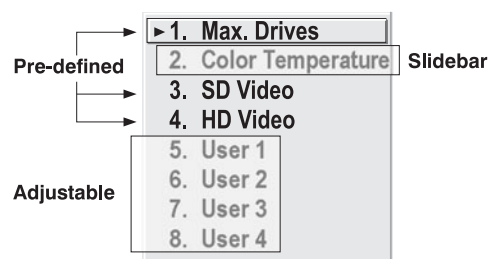 ▸1. Max. Drives
Pre-defined 2. Color Temperature Slidebar
3. SD Video
4. HD Video
5. User 1
Adjustable 6. User 2
7. User 3
8. User 4